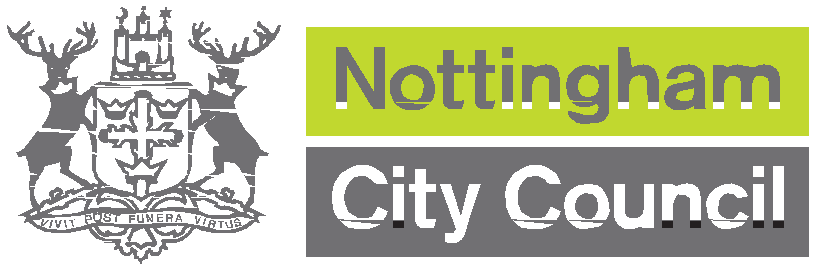 VIVIT POST FUNERA VIRTUS
Nottingham
City Council